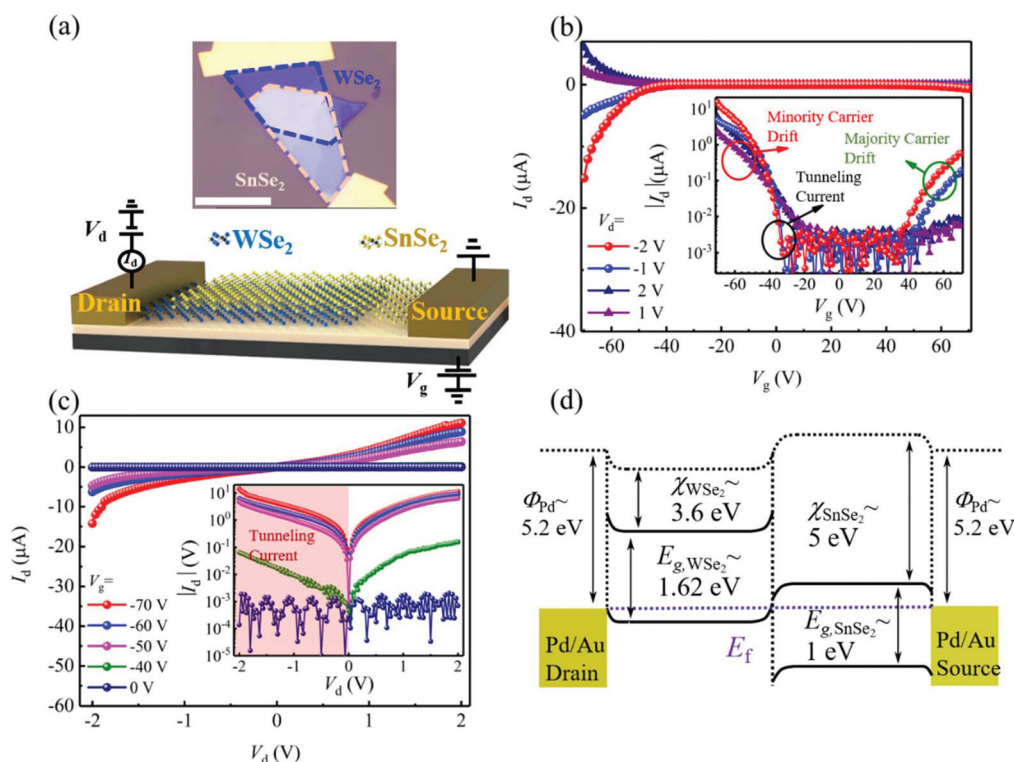 (a)
WSe2
SnSe2
WSe2
SnSe2
Vd
Id
Drain
Source
Vg
(b)
Id (μA)
0
-20
-40
-60
-40
-20
0
20
40
60
Vg (V)
Vd=
-2 V
-1 V
2 V
1 V
|Id|(μA)
10^1
10^0
10^-1
10^-2
10^-3
Minority Carrier
Drift
Majority Carrier
Drift
Tunneling
Current
-60
-40
-20
0
20
40
60
Vg (V)
(c)
Id (μA)
10
0
-10
-20
-30
-40
-50
-60
-2
-1
0
1
2
Vd (V)
Vg=
-70 V
-60 V
-50 V
-40 V
0 V
|Id| (V)
10^1
10^0
10^-1
10^-2
10^-3
10^-4
10^-5
Tunneling
Current
-2
-1
0
1
2
Vd (V)
(d)
ΦPd~
5.2 eV
χWSe2~
3.6 eV
Eg,WSe2~
1.62 eV
χSnSe2~
5 eV
Eg,SnSe2~
1 eV
ΦPd~
5.2 eV
Ef
Pd/Au
Drain
Pd/Au
Source